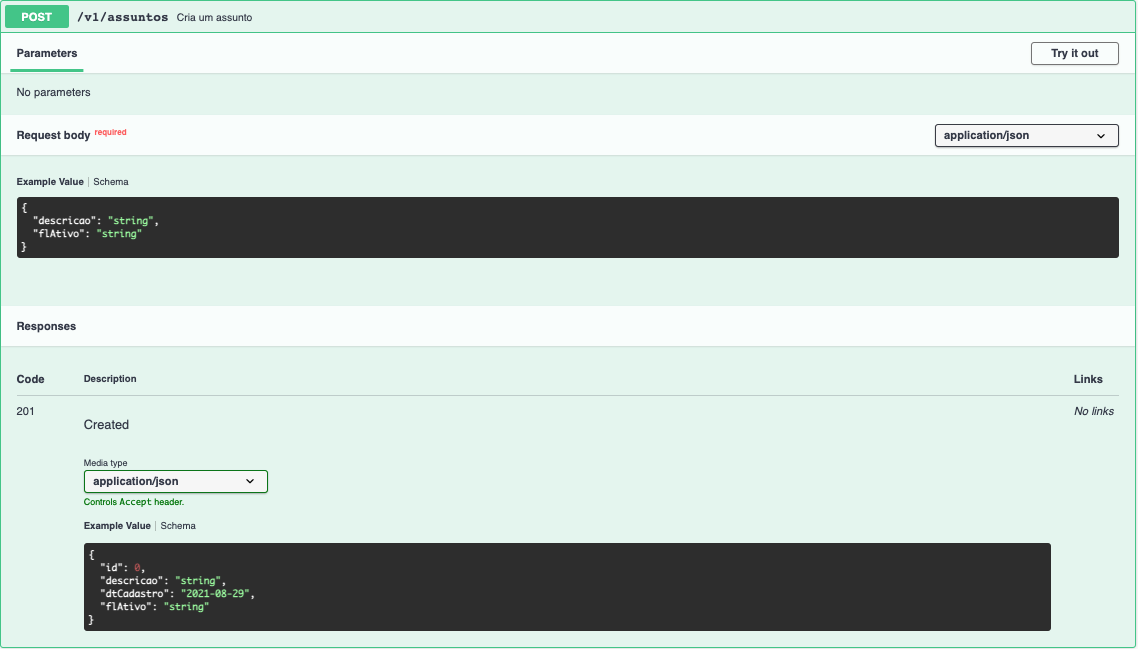 POST /v1/assuntos Cria um assunto
Parameters Try it out
No parameters
Request body required application/json
Example Value | Schema
{
  "descricao": "string",
  "flAtivo": "string"
}
Responses
Code Description Links
201 Created No links
Media type
application/json
Controls Accept header.
Example Value | Schema
{
  "id": 0,
  "descricao": "string",
  "dtCadastro": "2021-08-29",
  "flAtivo": "string"
}